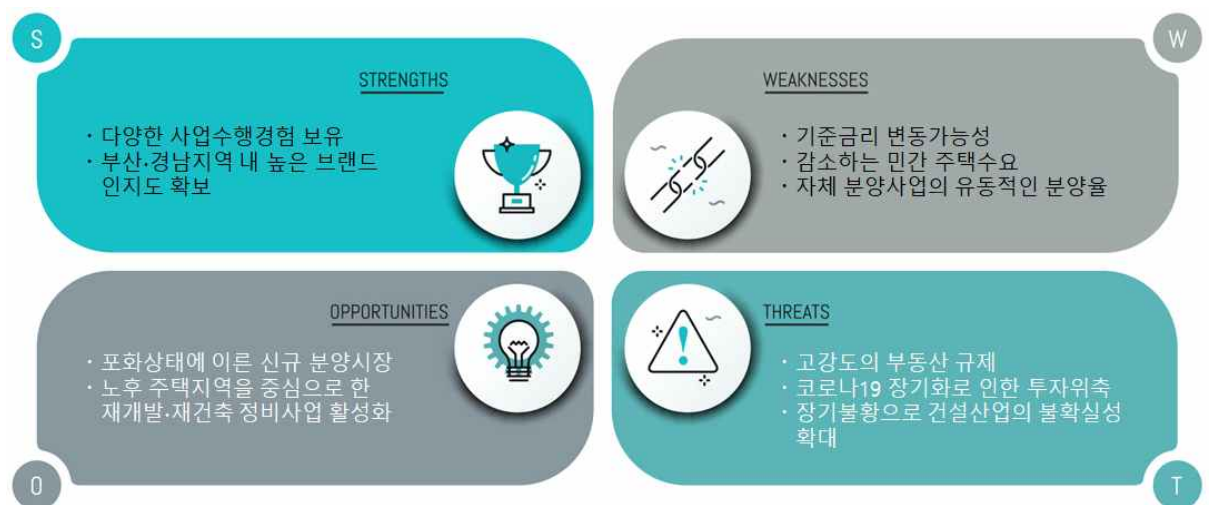 S
STRENGTHS
· 다양한 사업수행경험 보유
· 부산·경남지역 내 높은 브랜드
인지도 확보
W
WEAKNESSES
· 기준금리 변동가능성
· 감소하는 민간 주택수요
· 자체 분양사업의 유동적인 분양율
O
OPPORTUNITIES
· 포화상태에 이른 신규 분양시장
· 노후 주택지역을 중심으로 한
재개발·재건축 정비사업 활성화
T
THREATS
· 고강도의 부동산 규제
· 코로나19 장기화로 인한 투자위축
· 장기불황으로 건설산업의 불확실성
확대